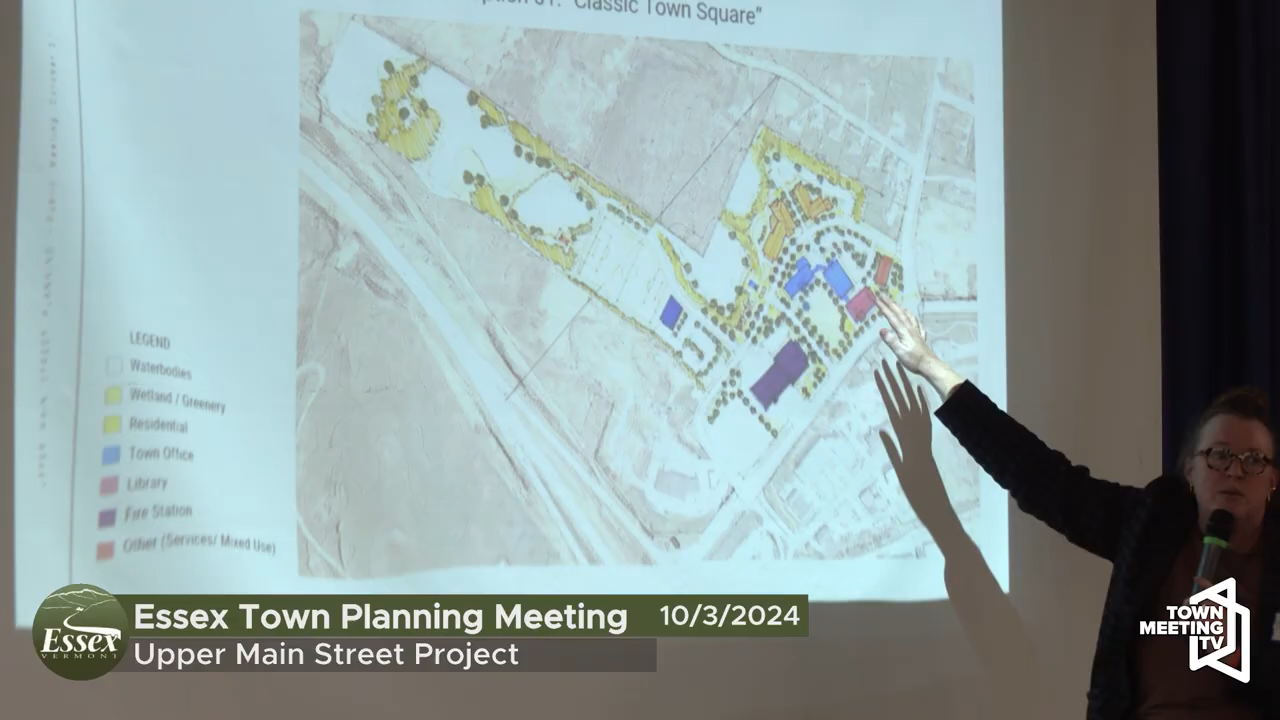 "Classic Town Square"
LEGEND
Waterbodies
Wetland / Greenery
Residential
Town Office
Library
Fire Station
Other (Services/ Mixed Use)
Essex Town Planning Meeting 10/3/2024
Upper Main Street Project
Essex
VERMONT
TOWN
MEETING
TV